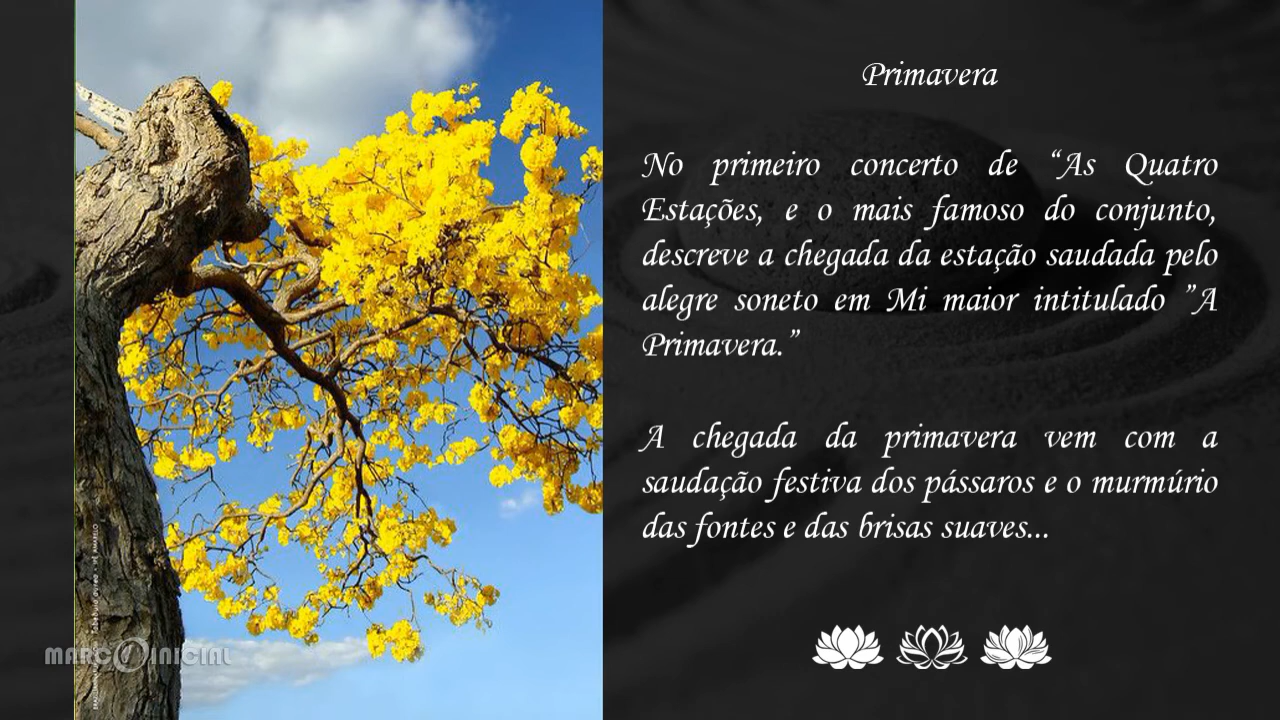 Primavera
No primeiro concerto de “As Quatro
Estações, e o mais famoso do conjunto,
descreve a chegada da estação saudada pelo
alegre soneto em Mi maior intitulado ”A
Primavera.”
A chegada da primavera vem com a
saudação festiva dos pássaros e o murmúrio
das fontes e das brisas suaves...
MARCO INICIAL